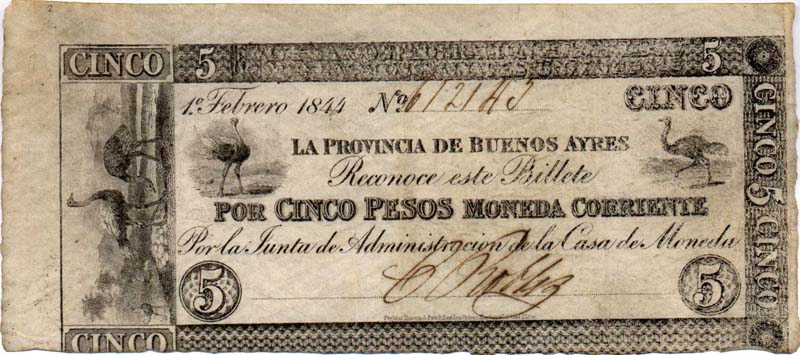 2
CINCO 5 5
1º Febrero 1844 Nº 612143 CINCO
LA PROVINCIA DE BUENOS AYRES
Reconoce este Billete
POR CINCO PESOS MONEDA CORRIENTE
Por la Junta de Administracion de la Casa de Moneda
5 5
CINCO
CINCO 5 CINCO